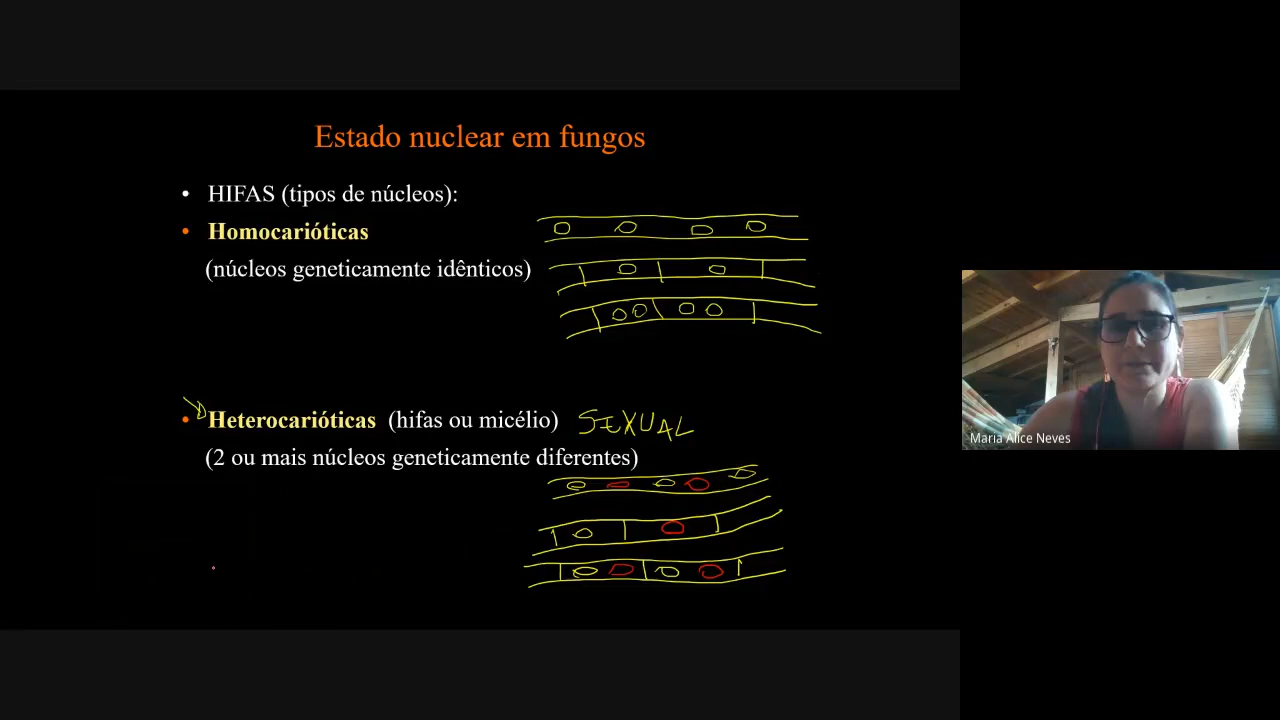 Estado nuclear em fungos
• HIFAS (tipos de núcleos):
• Homocarióticas
(núcleos geneticamente idênticos)
• Heterocarióticas (hifas ou micélio) SEXUAL
(2 ou mais núcleos geneticamente diferentes)
Maria Alice Neves